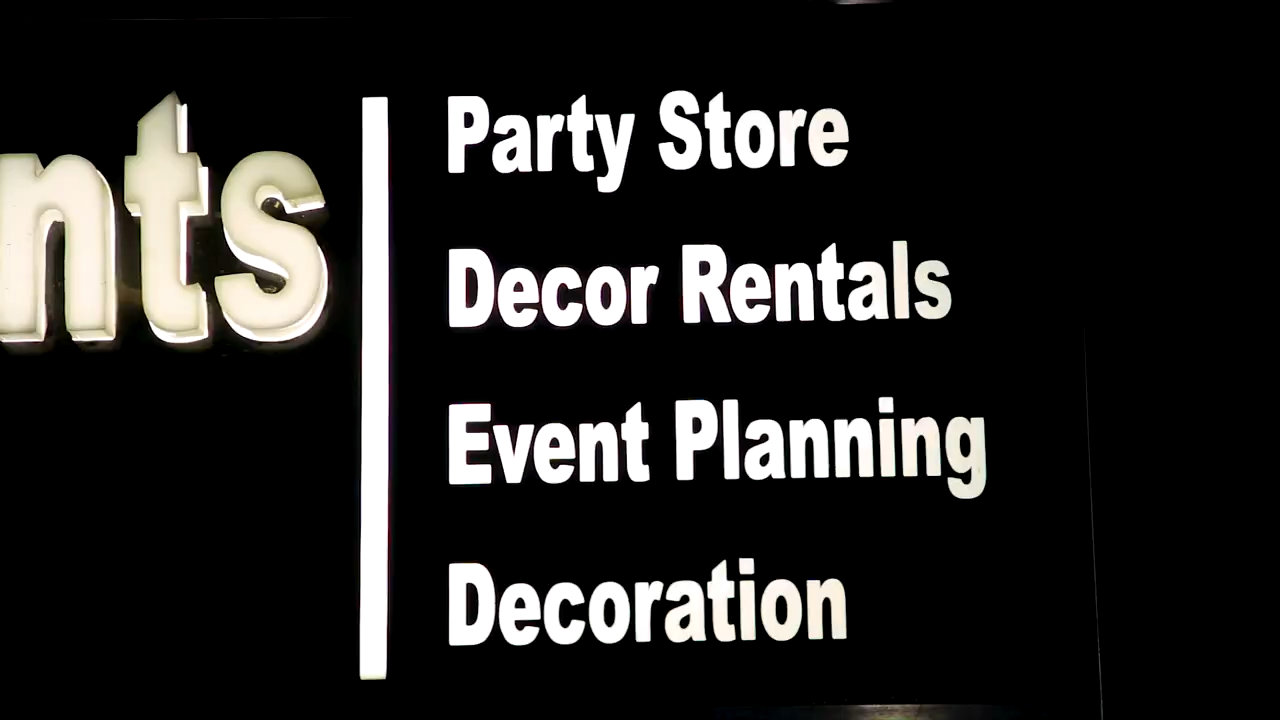 nts
Party Store
Decor Rentals
Event Planning
Decoration